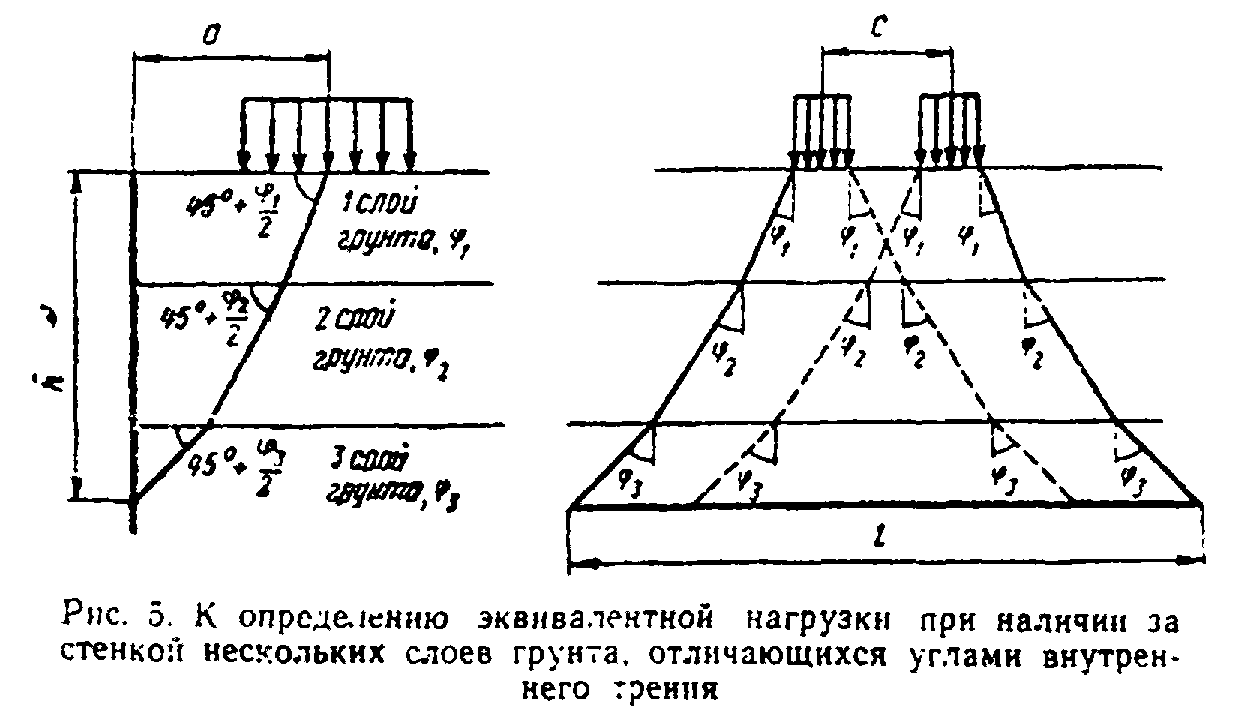 a
c
45° + φ₁/2
1 слой
грунта, φ₁
φ₁ φ₁ φ₁ φ₁
45° + φ₂/2
2 слой
грунта, φ₂
φ₂ φ₂ φ₂ φ₂
h
45° + φ₃/2
3 слой
грунта, φ₃
φ₃ φ₃ φ₃ φ₃
l
Рис. 5. К определению эквивалентной нагрузки при наличии за
стенкой нескольких слоев грунта, отличающихся углами внутрен-
него трения